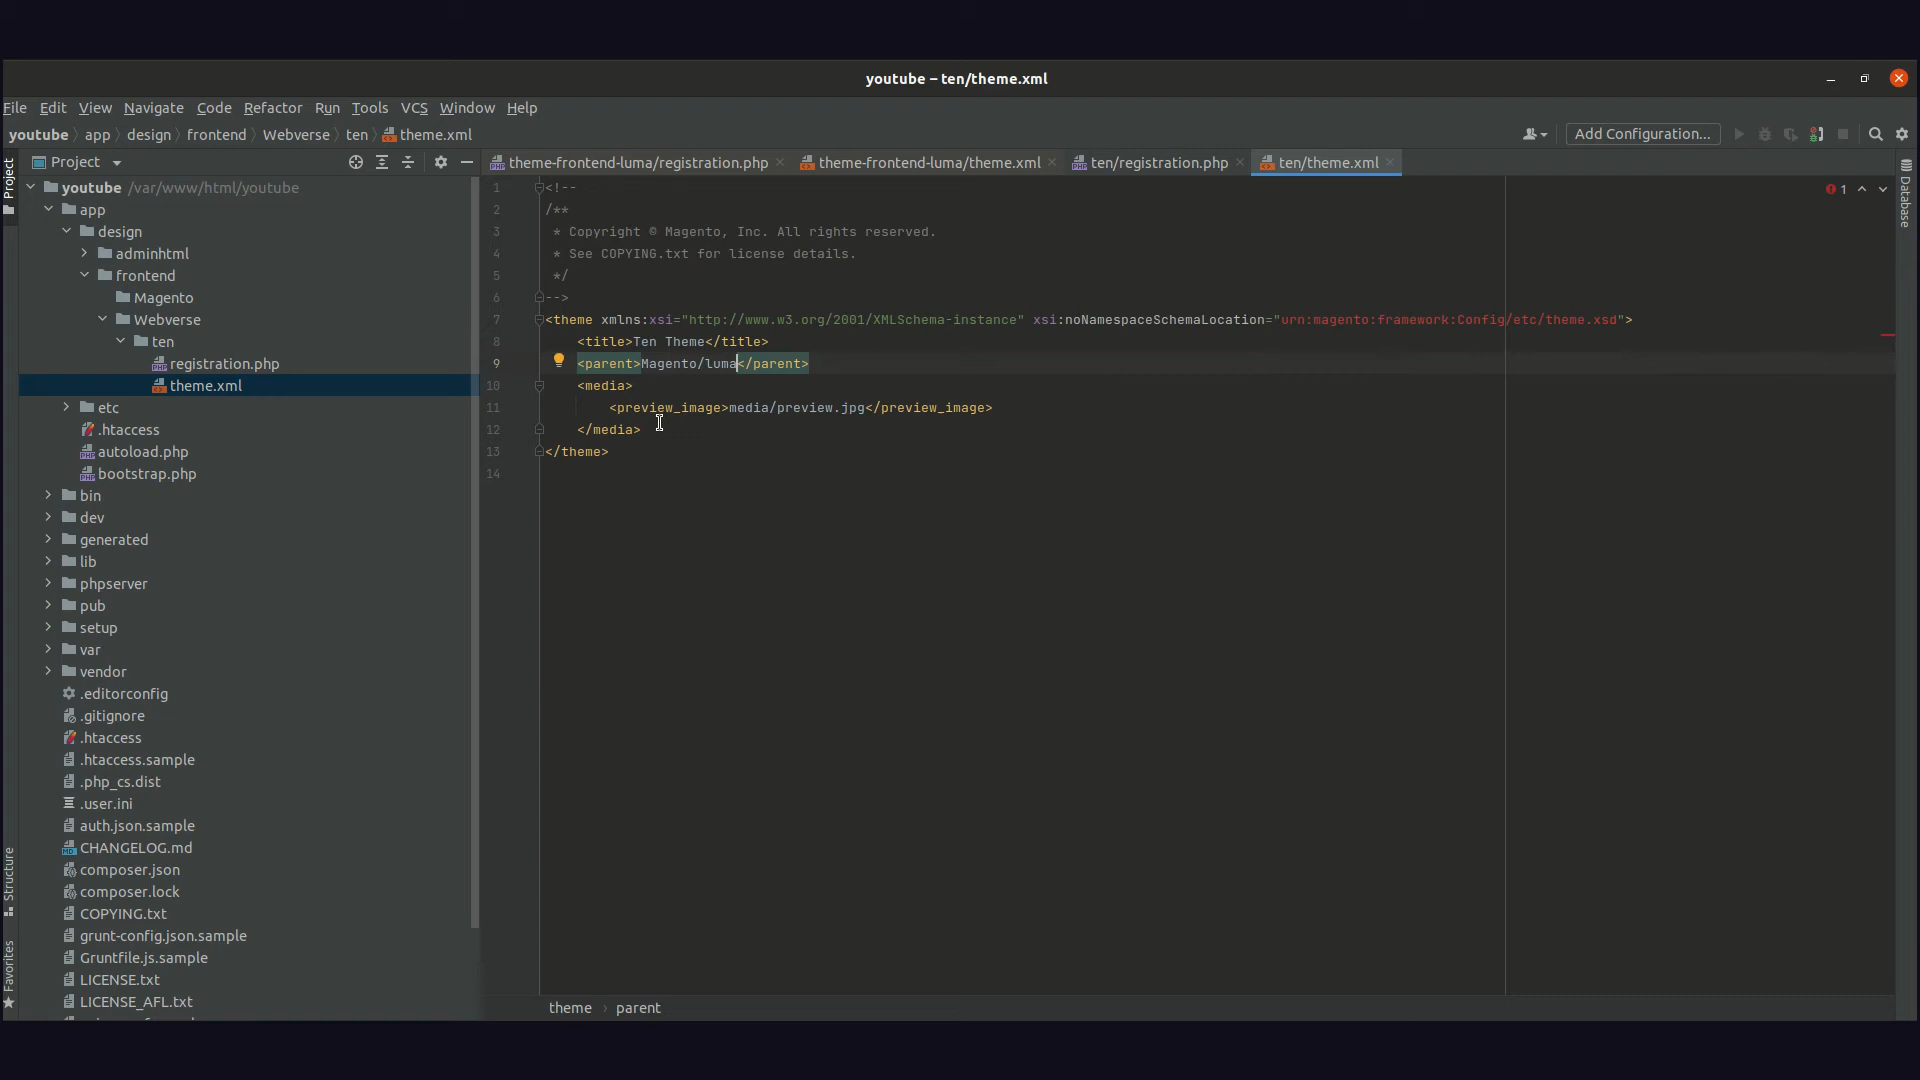 youtube – ten/theme.xml
File Edit View Navigate Code Refactor Run Tools VCS Window Help
youtube app design frontend Webverse ten theme.xml
Add Configuration...
Project
theme-frontend-luma/registration.php
theme-frontend-luma/theme.xml
ten/registration.php
ten/theme.xml
Project
Structure
Favorites
Database
youtube /var/www/html/youtube
app
design
adminhtml
frontend
Magento
Webverse
ten
registration.php
theme.xml
etc
.htaccess
autoload.php
bootstrap.php
bin
dev
generated
lib
phpserver
pub
setup
var
vendor
.editorconfig
.gitignore
.htaccess
.htaccess.sample
.php_cs.dist
.user.ini
auth.json.sample
CHANGELOG.md
composer.json
composer.lock
COPYING.txt
grunt-config.json.sample
Gruntfile.js.sample
LICENSE.txt
LICENSE_AFL.txt
1 <!--
2 /**
3 * Copyright © Magento, Inc. All rights reserved.
4 * See COPYING.txt for license details.
5 */
6 -->
7 <theme xmlns:xsi="http://www.w3.org/2001/XMLSchema-instance" xsi:noNamespaceSchemaLocation="urn:magento:framework:Config/etc/theme.xsd">
8 <title>Ten Theme</title>
9 <parent>Magento/luma</parent>
10 <media>
11 <preview_image>media/preview.jpg</preview_image>
12 </media>
13 </theme>
14
1
theme › parent